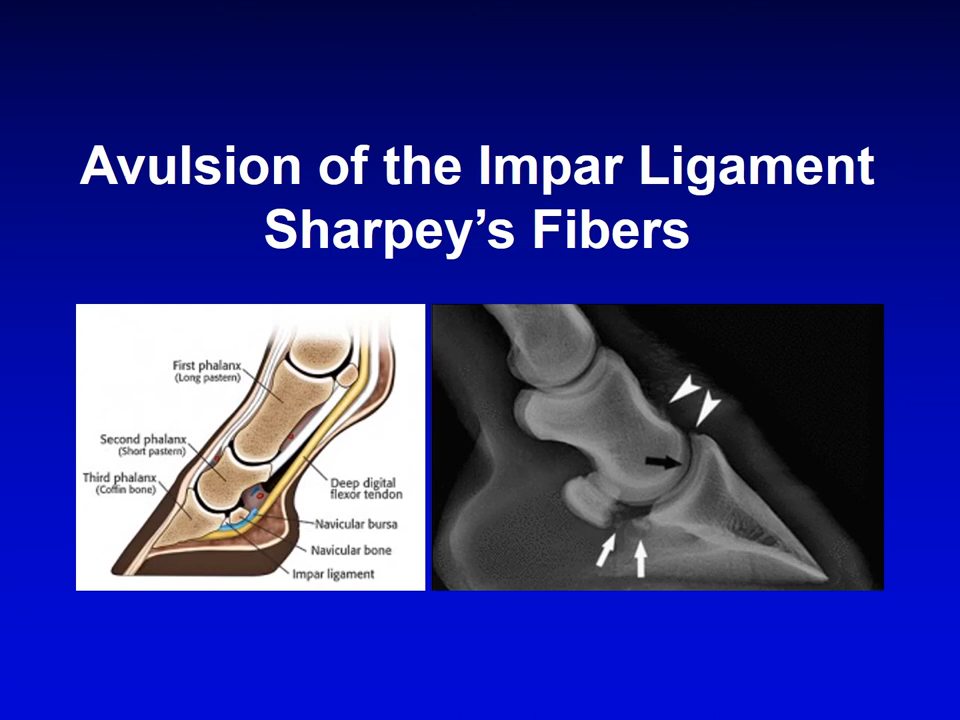 Avulsion of the Impar Ligament
Sharpey’s Fibers
First phalanx
(Long pastern)
Second phalanx
(Short pastern)
Third phalanx
(Coffin bone)
Deep digital
flexor tendon
Navicular bursa
Navicular bone
Impar ligament